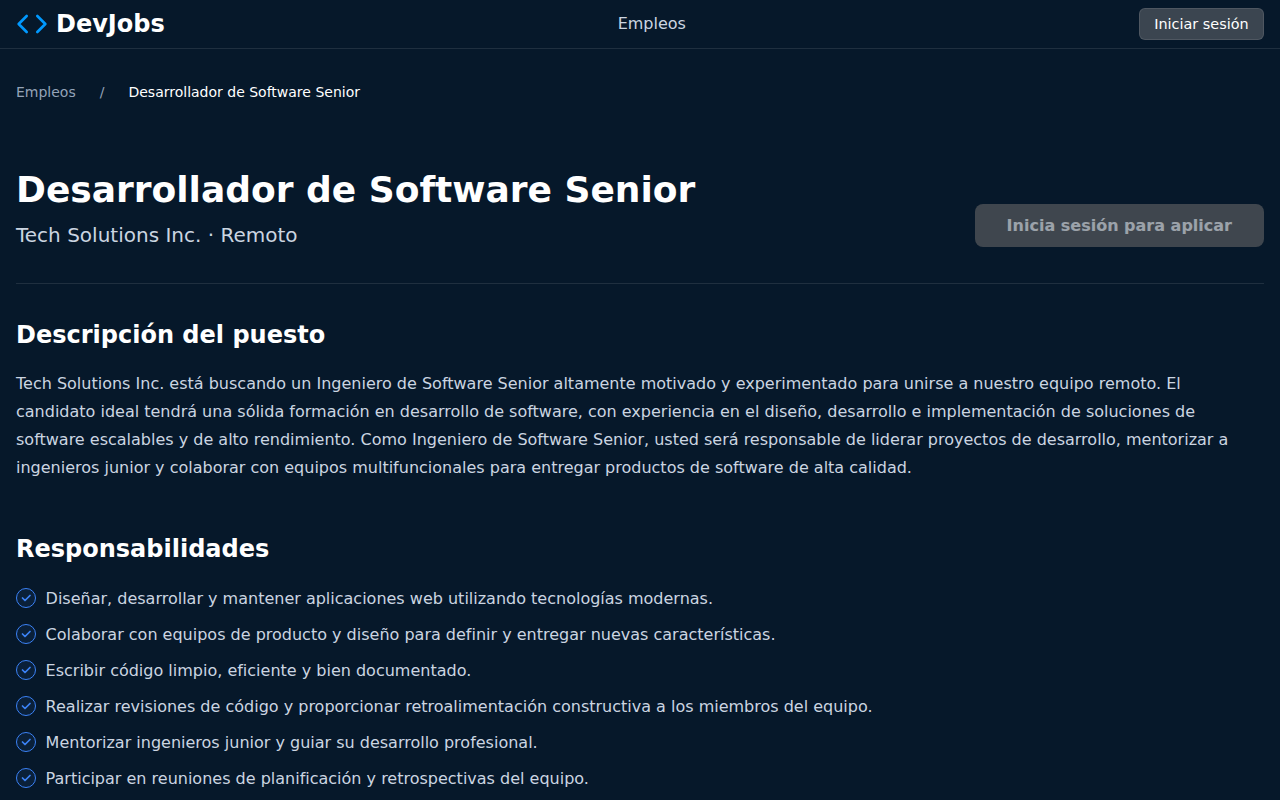 DevJobs
Empleos
Iniciar sesión
Empleos / Desarrollador de Software Senior
Desarrollador de Software Senior
Tech Solutions Inc. · Remoto
Inicia sesión para aplicar
Descripción del puesto
Tech Solutions Inc. está buscando un Ingeniero de Software Senior altamente motivado y experimentado para unirse a nuestro equipo remoto. El
candidato ideal tendrá una sólida formación en desarrollo de software, con experiencia en el diseño, desarrollo e implementación de soluciones de
software escalables y de alto rendimiento. Como Ingeniero de Software Senior, usted será responsable de liderar proyectos de desarrollo, mentorizar a
ingenieros junior y colaborar con equipos multifuncionales para entregar productos de software de alta calidad.
Responsabilidades
Diseñar, desarrollar y mantener aplicaciones web utilizando tecnologías modernas.
Colaborar con equipos de producto y diseño para definir y entregar nuevas características.
Escribir código limpio, eficiente y bien documentado.
Realizar revisiones de código y proporcionar retroalimentación constructiva a los miembros del equipo.
Mentorizar ingenieros junior y guiar su desarrollo profesional.
Participar en reuniones de planificación y retrospectivas del equipo.